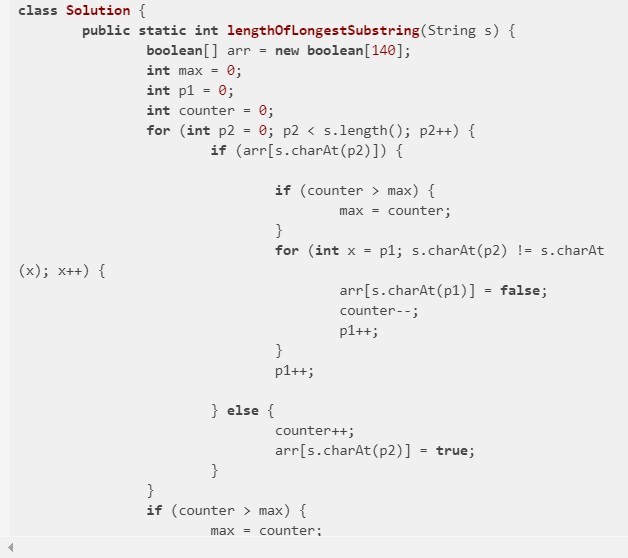 class Solution {
public static int lengthOfLongestSubstring(String s) {
boolean[] arr = new boolean[140];
int max = 0;
int p1 = 0;
int counter = 0;
for (int p2 = 0; p2 < s.length(); p2++) {
if (arr[s.charAt(p2)]) {
if (counter > max) {
max = counter;
}
for (int x = p1; s.charAt(p2) != s.charAt
(x); x++) {
arr[s.charAt(p1)] = false;
counter--;
p1++;
}
p1++;
} else {
counter++;
arr[s.charAt(p2)] = true;
}
}
if (counter > max) {
max = counter;